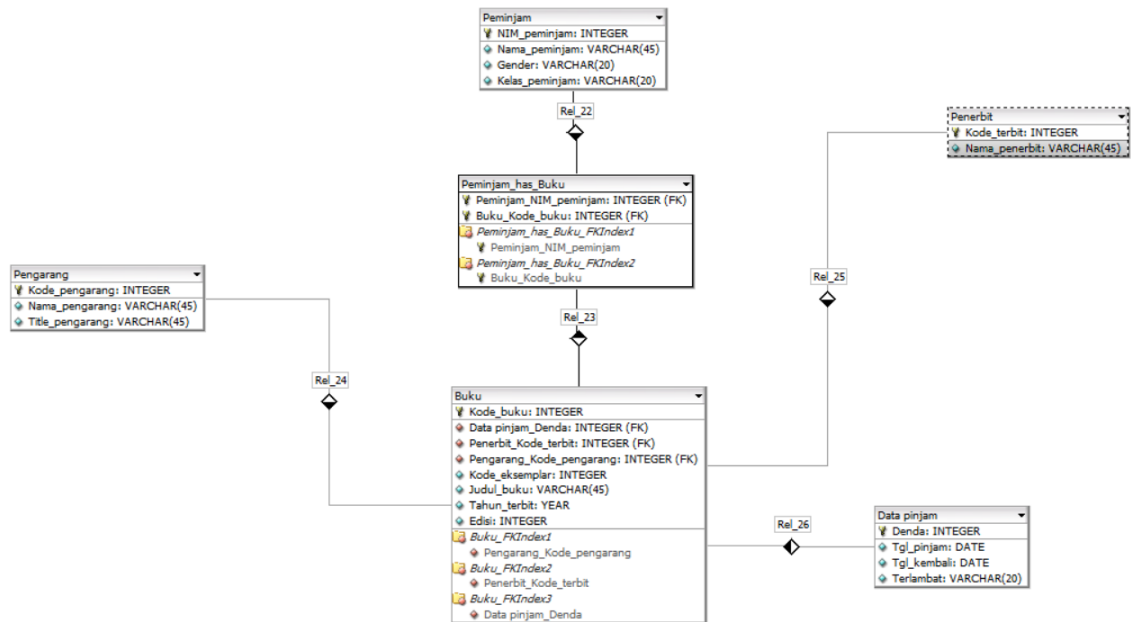 Peminjam
NIM_peminjam: INTEGER
Nama_peminjam: VARCHAR(45)
Gender: VARCHAR(20)
Kelas_peminjam: VARCHAR(20)
Rel_22
Penerbit
Kode_terbit: INTEGER
Nama_penerbit: VARCHAR(45)
Peminjam_has_Buku
Peminjam_NIM_peminjam: INTEGER (FK)
Buku_Kode_buku: INTEGER (FK)
Peminjam_has_Buku_FKIndex1
Peminjam_NIM_peminjam
Peminjam_has_Buku_FKIndex2
Buku_Kode_buku
Rel_25
Pengarang
Kode_pengarang: INTEGER
Nama_pengarang: VARCHAR(45)
Title_pengarang: VARCHAR(45)
Rel_23
Rel_24
Buku
Kode_buku: INTEGER
Data pinjam_Denda: INTEGER (FK)
Penerbit_Kode_terbit: INTEGER (FK)
Pengarang_Kode_pengarang: INTEGER (FK)
Kode_eksemplar: INTEGER
Judul_buku: VARCHAR(45)
Tahun_terbit: YEAR
Edisi: INTEGER
Buku_FKIndex1
Pengarang_Kode_pengarang
Buku_FKIndex2
Penerbit_Kode_terbit
Buku_FKIndex3
Data pinjam_Denda
Rel_26
Data pinjam
Denda: INTEGER
Tgl_pinjam: DATE
Tgl_kembali: DATE
Terlambat: VARCHAR(20)